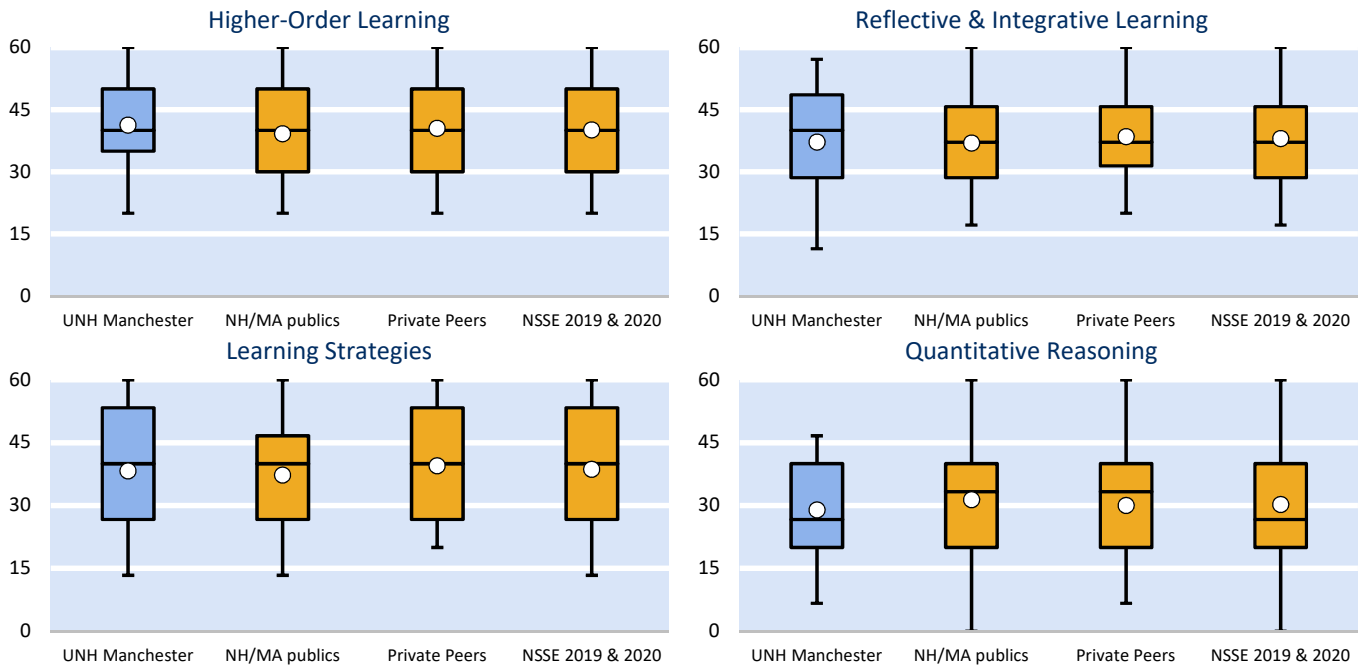 Higher-Order Learning
60
45
30
15
0
UNH Manchester NH/MA publics Private Peers NSSE 2019 & 2020
Reflective & Integrative Learning
60
45
30
15
0
UNH Manchester NH/MA publics Private Peers NSSE 2019 & 2020
Learning Strategies
60
45
30
15
0
UNH Manchester NH/MA publics Private Peers NSSE 2019 & 2020
Quantitative Reasoning
60
45
30
15
0
UNH Manchester NH/MA publics Private Peers NSSE 2019 & 2020